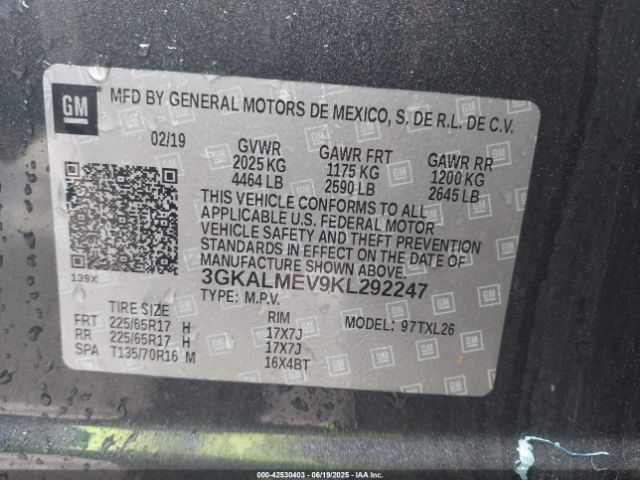 GM MFD BY GENERAL MOTORS DE MEXICO, S. DE R.L. DE C.V.
02/19 GVWR GAWR FRT GAWR RR
2025 KG 1175 KG 1200 KG
4464 LB 2590 LB 2645 LB
THIS VEHICLE CONFORMS TO ALL
APPLICABLE U.S. FEDERAL MOTOR
VEHICLE SAFETY AND THEFT PREVENTION
STANDARDS IN EFFECT ON THE DATE OF
MANUFACTURE SHOWN ABOVE.
139X 3GKALMEV9KL292247
TYPE: M.P.V.
TIRE SIZE RIM MODEL: 97TXL26
FRT 225/65R17 H 17X7J
RR 225/65R17 H 17X7J
SPA T135/70R16 M 16X4BT
000-42530403 - 06/19/2025 - IAAI.com